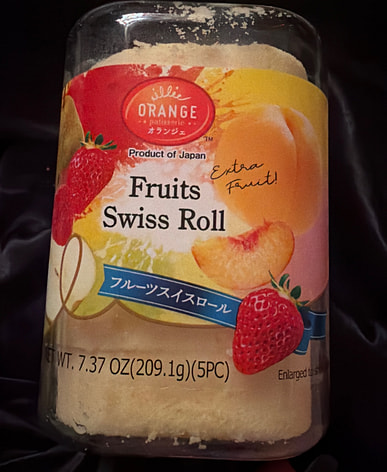 ORANGE
patisserie
オランジェ
TM
Product of Japan
Extra
Fruit!
Fruits
Swiss Roll
フルーツスイスロール
NET WT. 7.37 OZ(209.1g)(5PC)
Enlarged to